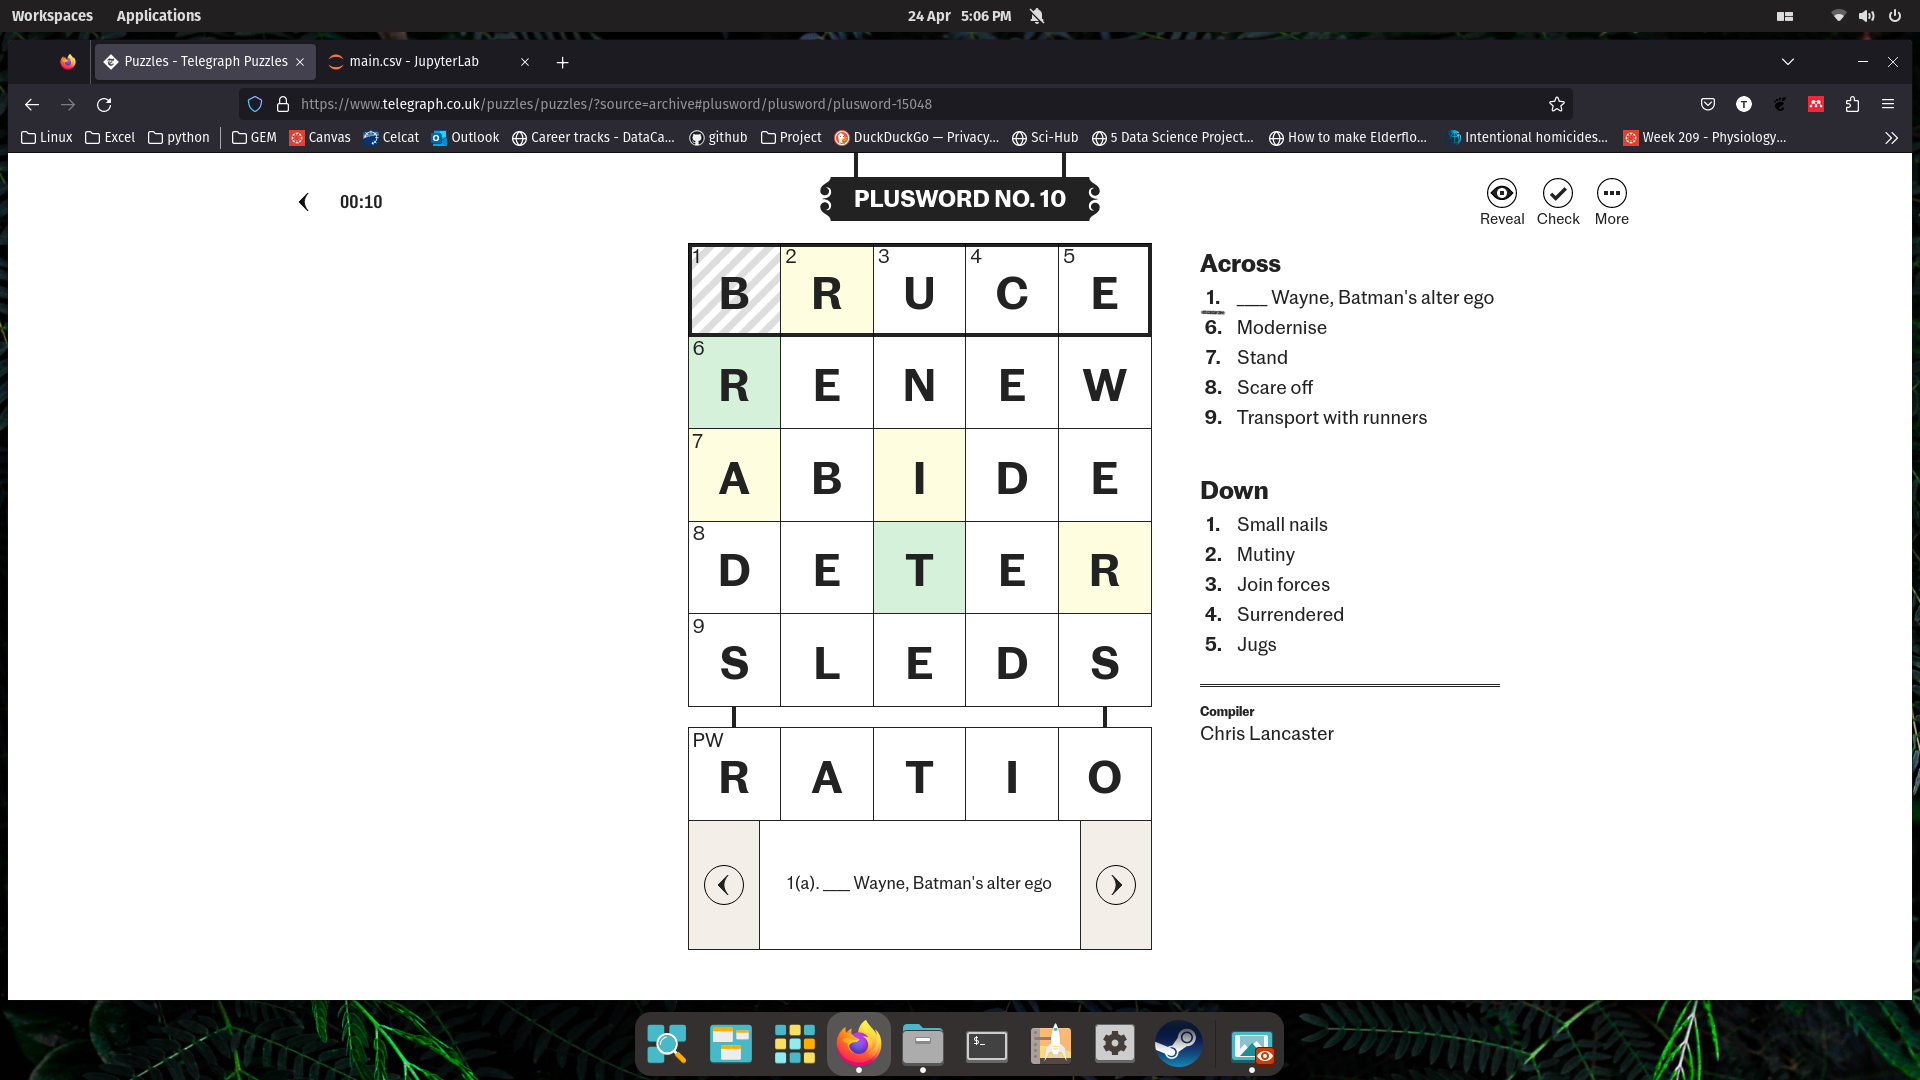 Workspaces Applications 24 Apr 5:06 PM
Puzzles - Telegraph Puzzles main.csv - JupyterLab
https://www.telegraph.co.uk/puzzles/puzzles/?source=archive#plusword/plusword/plusword-15048
Linux Excel python GEM Canvas Celcat Outlook Career tracks - DataCa... github Project DuckDuckGo — Privacy... Sci-Hub 5 Data Science Project... How to make Elderflo... Intentional homicides... Week 209 - Physiology...
00:10
PLUSWORD NO. 10
Reveal Check More
1 2 3 4 5
B R U C E
6
R E N E W
7
A B I D E
8
D E T E R
9
S L E D S
PW
R A T I O
1(a). ___ Wayne, Batman's alter ego
Across
1. ___ Wayne, Batman's alter ego
6. Modernise
7. Stand
8. Scare off
9. Transport with runners
Down
1. Small nails
2. Mutiny
3. Join forces
4. Surrendered
5. Jugs
Compiler
Chris Lancaster